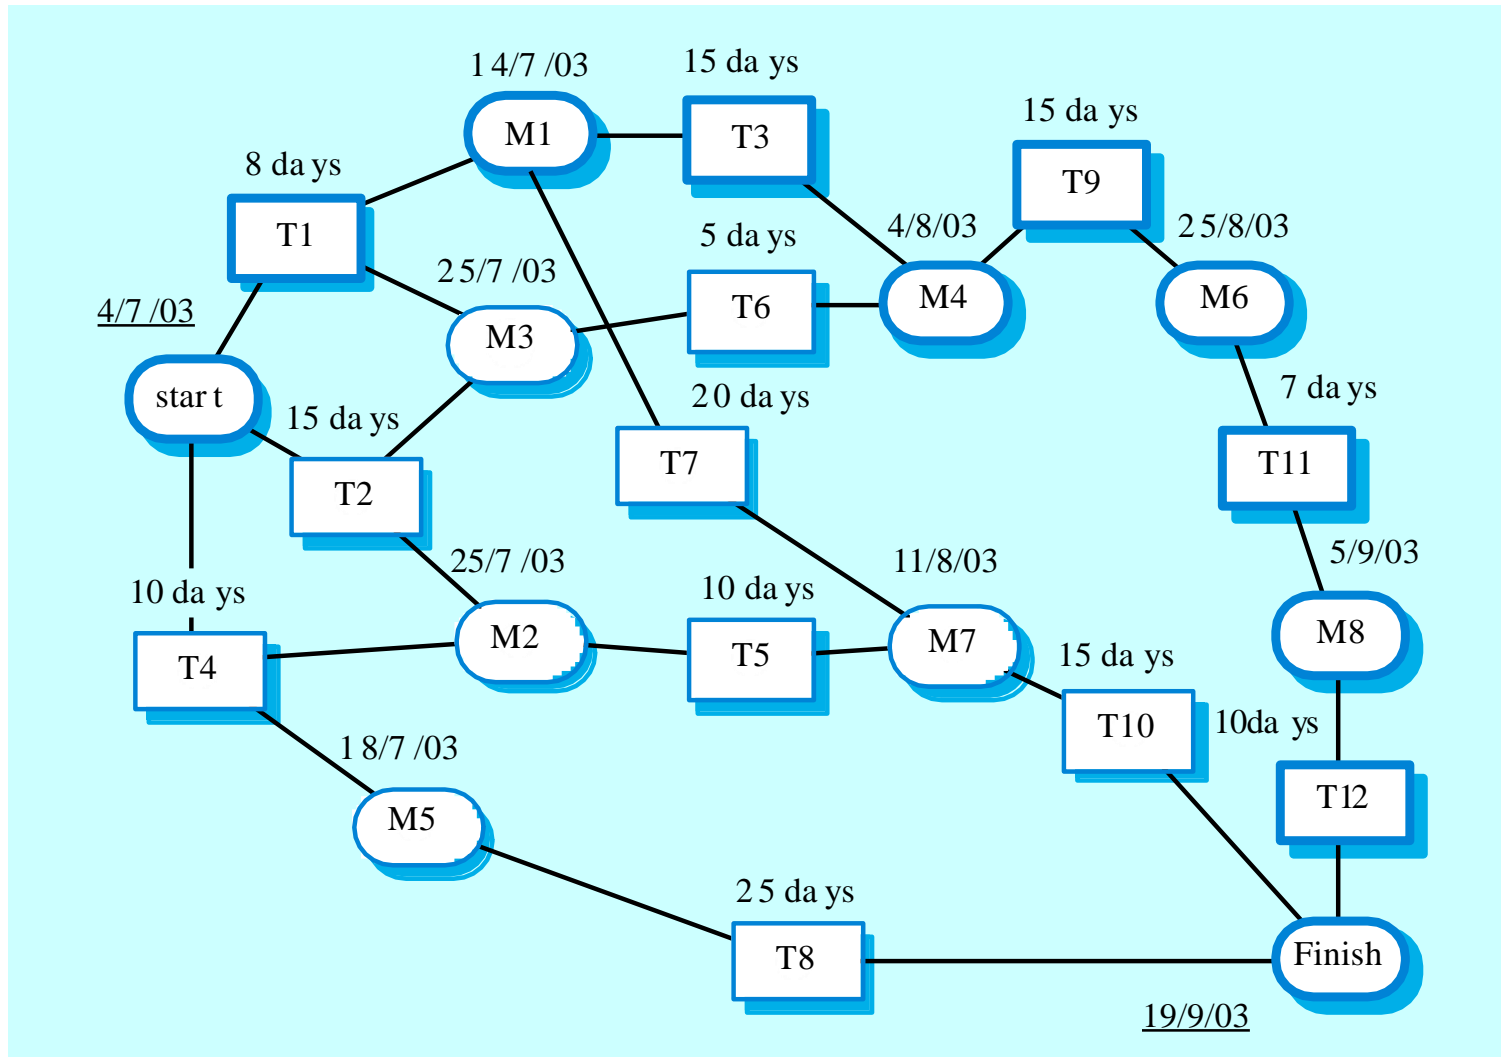 14/7/03
15 days
M1
T3
15 days
8 days
T1
T9
5 days
4/8/03
25/8/03
25/7/03
4/7/03
M3
T6
M4
M6
start
15 days
20 days
7 days
T2
T7
T11
10 days
25/7/03
10 days
11/8/03
5/9/03
T4
M2
T5
M7
15 days
M8
18/7/03
T10
10days
M5
T12
25 days
T8
Finish
19/9/03